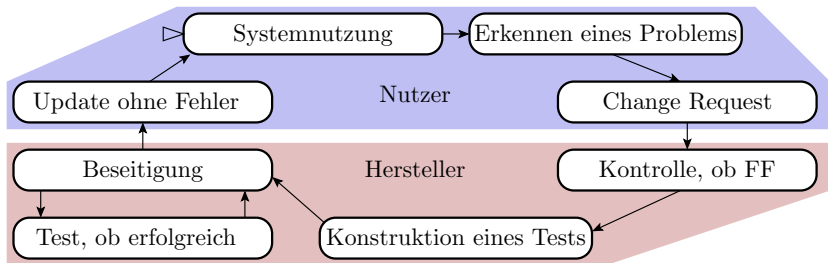 Systemnutzung
Erkennen eines Problems
Update ohne Fehler
Nutzer
Change Request
Beseitigung
Hersteller
Kontrolle, ob FF
Test, ob erfolgreich
Konstruktion eines Tests